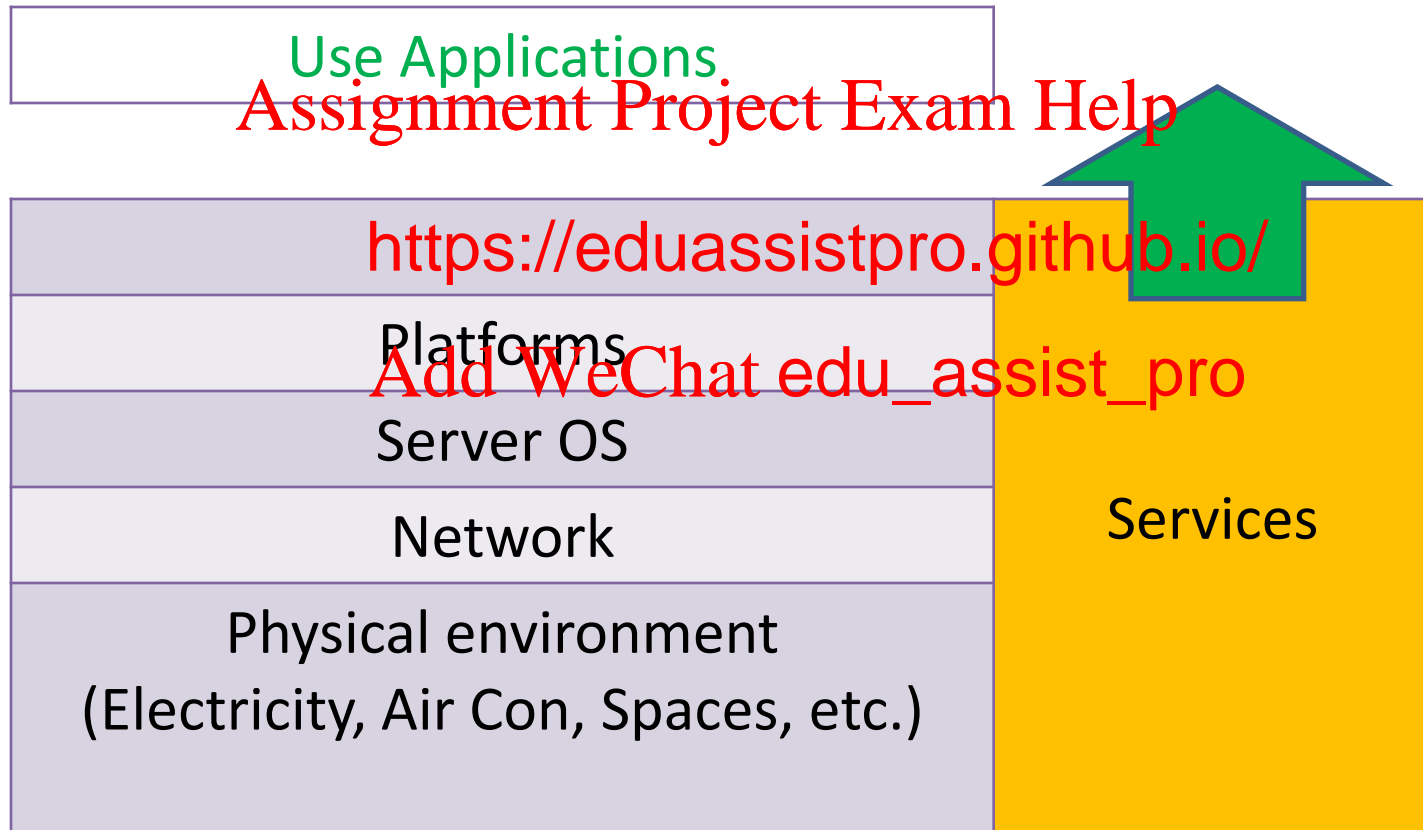 Use Applications
Assignment Project Exam Help
https://eduassistpro.github.io/
Platforms
Add WeChat edu_assist_pro
Server OS
Network
Services
Physical environment
(Electricity, Air Con, Spaces, etc.)